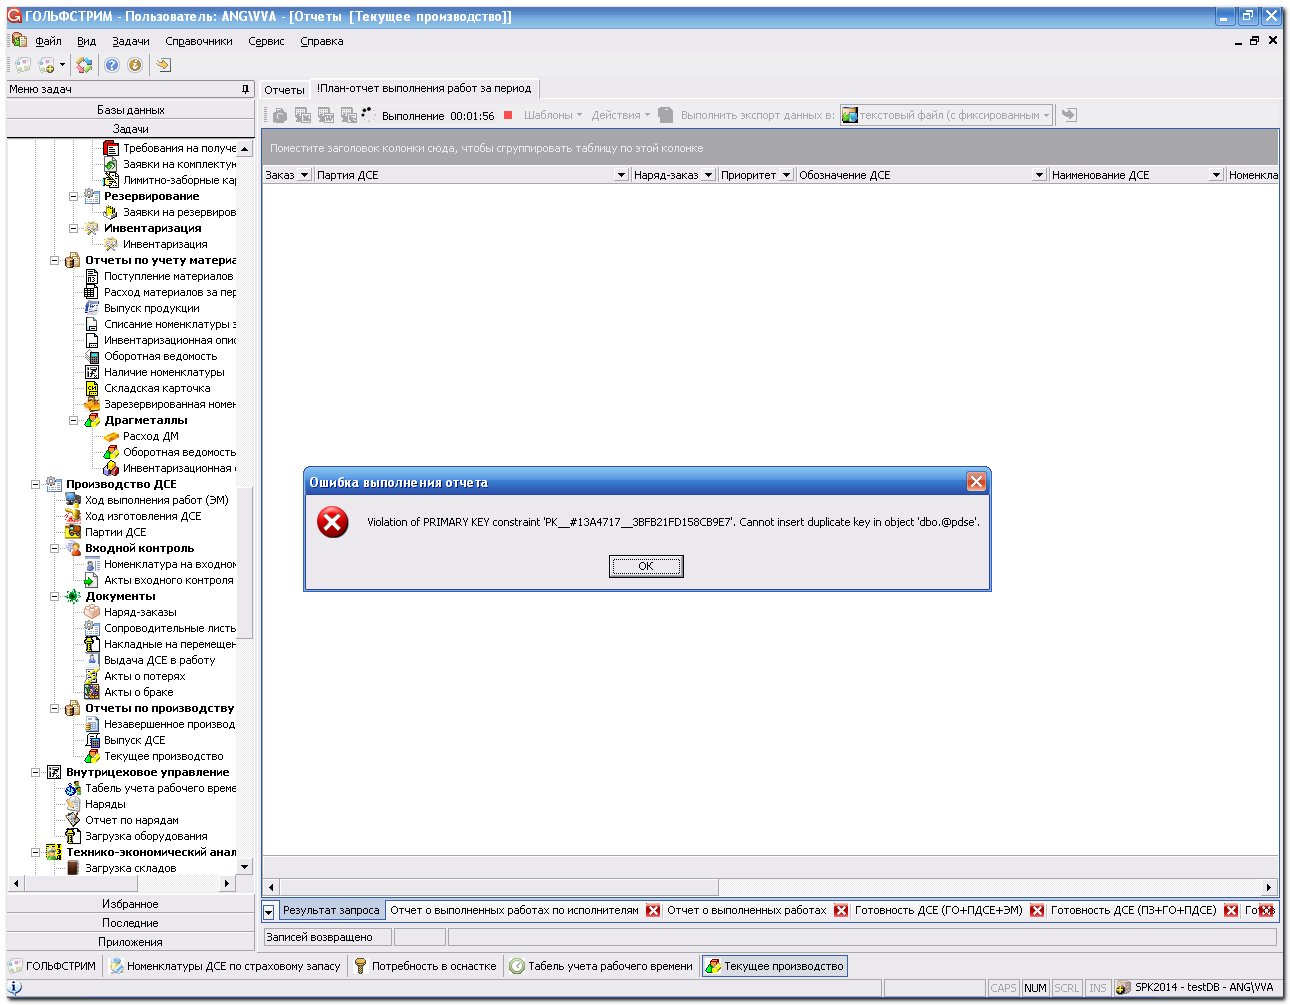 ГОЛЬФСТРИМ - Пользователь: ANG\VVA - [Отчеты [Текущее производство]]
Файл Вид Задачи Справочники Сервис Справка
Меню задач
Отчеты !План-отчет выполнения работ за период
Базы данных
Задачи
Выполнение 00:01:56 Шаблоны Действия Выполнить экспорт данных в: текстовый файл (с фиксированным
Поместите заголовок колонки сюда, чтобы сгруппировать таблицу по этой колонке
Заказ Партия ДСЕ Наряд-заказ Приоритет Обозначение ДСЕ Наименование ДСЕ Номенкла
Требования на получе
Заявки на комплектую
Лимитно-заборные кар
Резервирование
Заявки на резервиров
Инвентаризация
Инвентаризация
Отчеты по учету материа
Поступление материалов
Расход материалов за пер
Выпуск продукции
Списание номенклатуры з
Инвентаризационная опис
Оборотная ведомость
Наличие номенклатуры
Складская карточка
Зарезервированная номен
Драгметаллы
Расход ДМ
Оборотная ведомость
Инвентаризационная о
Производство ДСЕ
Ход выполнения работ (ЭМ)
Ход изготовления ДСЕ
Партии ДСЕ
Входной контроль
Номенклатура на входном
Акты входного контроля
Документы
Наряд-заказы
Сопроводительные листы
Накладные на перемещен
Выдача ДСЕ в работу
Акты о потерях
Акты о браке
Отчеты по производству
Незавершенное производ
Выпуск ДСЕ
Текущее производство
Внутрицеховое управление
Табель учета рабочего време
Наряды
Отчет по нарядам
Загрузка оборудования
Технико-экономический анал
Загрузка складов
Избранное
Последние
Приложения
Ошибка выполнения отчета
Violation of PRIMARY KEY constraint 'PK__#13A4717__3BFB21FD158CB9E7'. Cannot insert duplicate key in object 'dbo.@pdse'.
OK
Результат запроса Отчет о выполненных работах по исполнителям Отчет о выполненных работах Готовность ДСЕ (ГО+ПДСЕ+ЭМ) Готовность ДСЕ (ПЗ+ГО+ПДСЕ)
Записей возвращено
ГОЛЬФСТРИМ Номенклатуры ДСЕ по страховому запасу Потребность в оснастке Табель учета рабочего времени Текущее производство
CAPS NUM SCRL INS SPK2014 - testDB - ANG\VVA